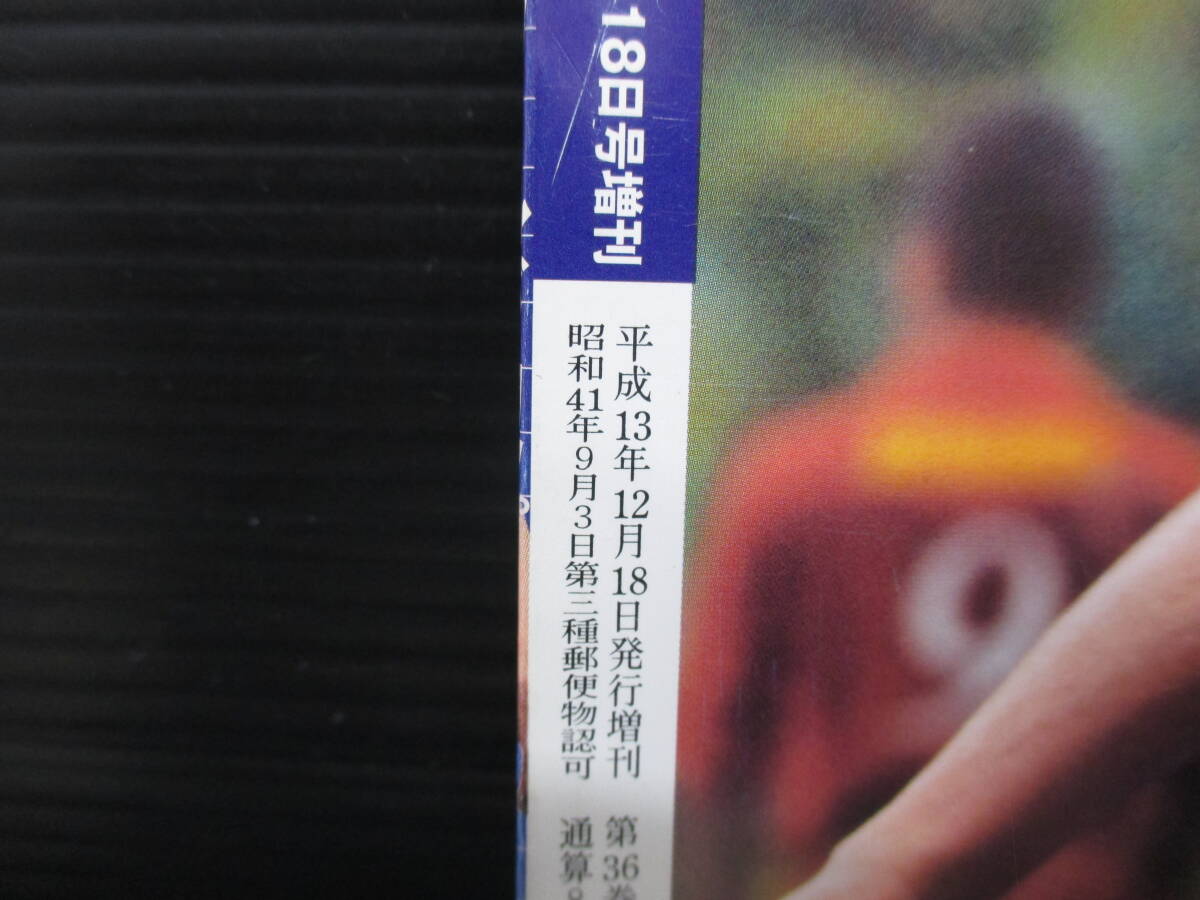 18日号増刊
平成13年12月18日発行増刊 第36巻
昭和41年9月3日第三種郵便物認可 通算
9